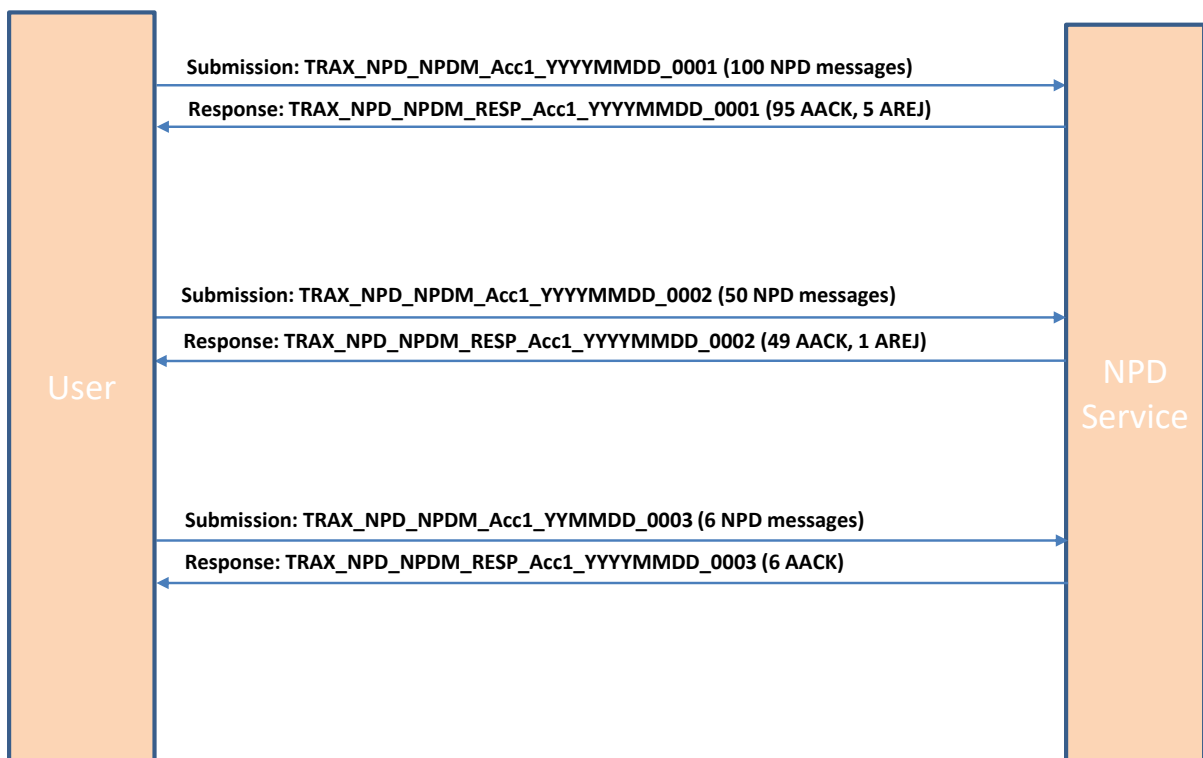 Submission: TRAX_NPD_NPDM_Acc1_YYYYMMDD_0001 (100 NPD messages)
Response: TRAX_NPD_NPDM_RESP_Acc1_YYYYMMDD_0001 (95 AACK, 5 AREJ)
Submission: TRAX_NPD_NPDM_Acc1_YYYYMMDD_0002 (50 NPD messages)
Response: TRAX_NPD_NPDM_RESP_Acc1_YYYYMMDD_0002 (49 AACK, 1 AREJ)
User
NPD
Service
Submission: TRAX_NPD_NPDM_Acc1_YYMMDD_0003 (6 NPD messages)
Response: TRAX_NPD_NPDM_RESP_Acc1_YYYYMMDD_0003 (6 AACK)